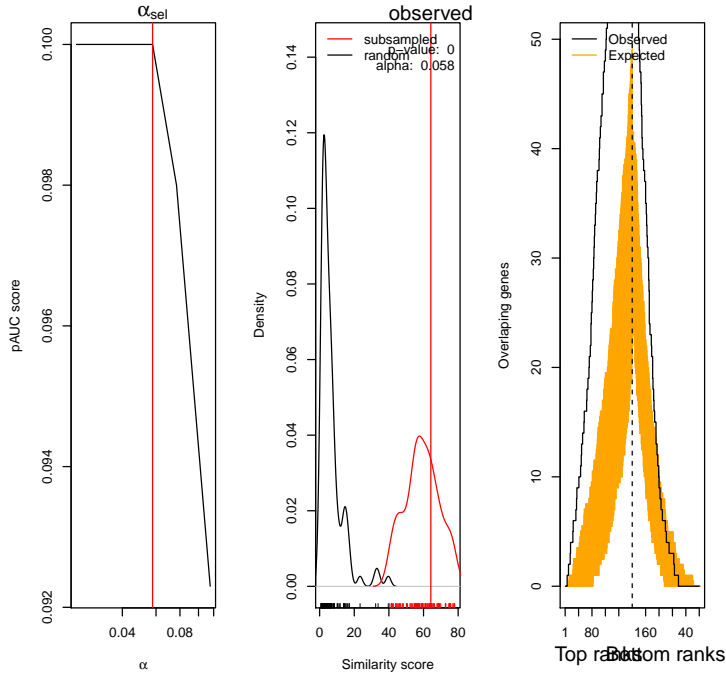 α_sel
0.100
0.098
0.096
0.094
0.092
pAUC score
0.04
0.08
α
observed
subsampled
random
p-value: 0
alpha: 0.058
0.14
0.12
0.10
0.08
0.06
0.04
0.02
0.00
Density
0 20 40 60 80
Similarity score
Observed
Expected
50
40
30
20
10
0
Overlaping genes
1 80 160 40
Top ranks
Bottom ranks